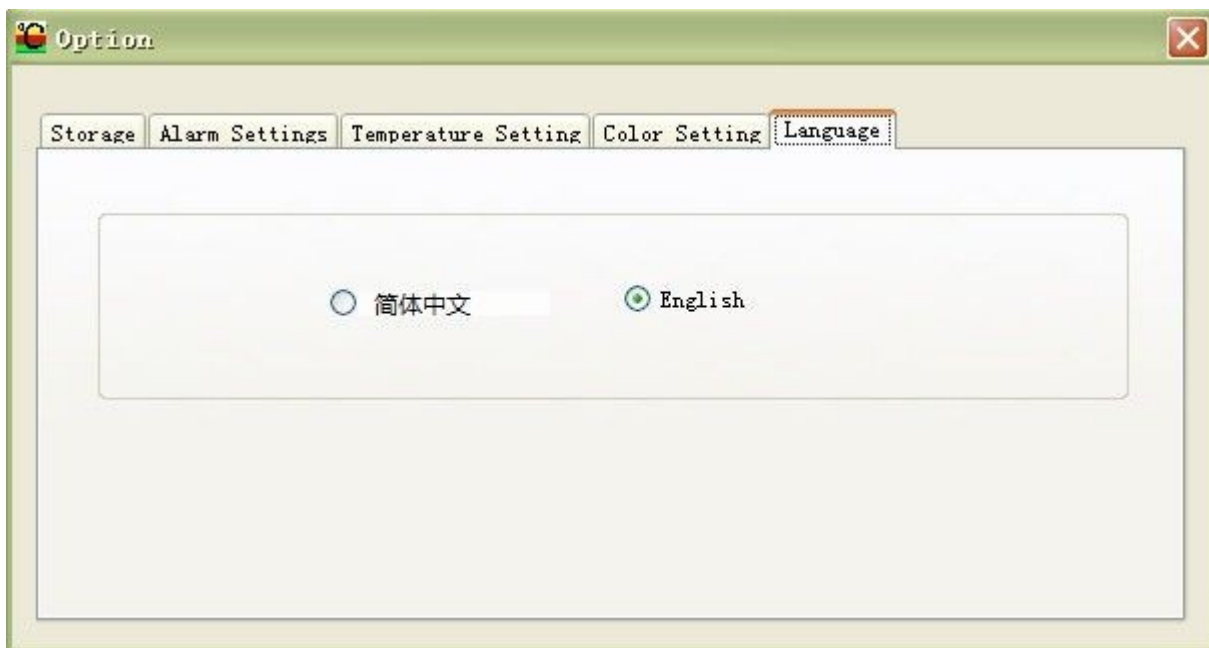 ℃ Option
Storage Alarm Settings Temperature Setting Color Setting Language
简体中文 English